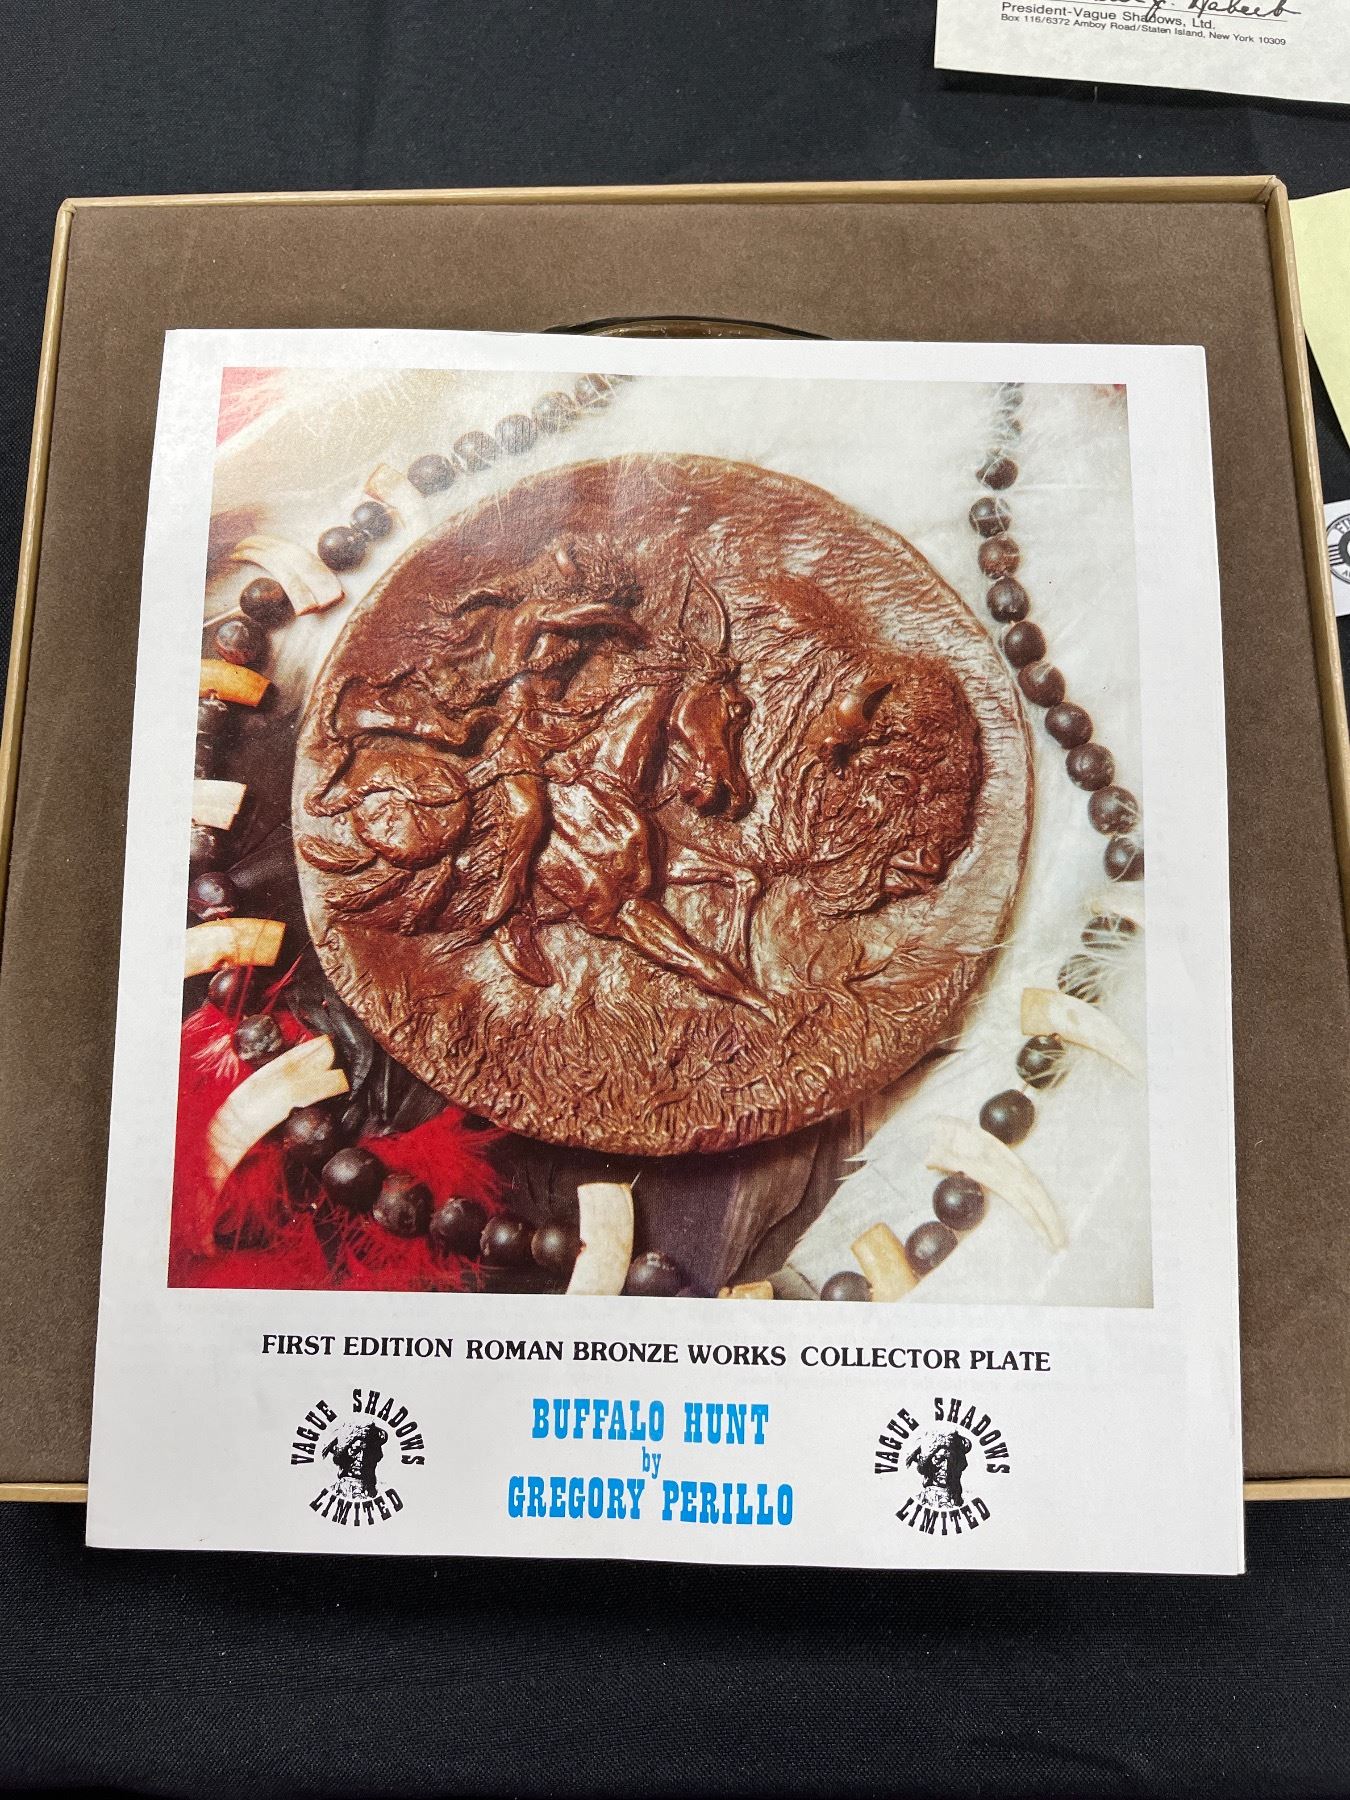 President-Vague Shadows, Ltd.
Box 116/6372 Amboy Road/Staten Island, New York 10309
FIRST EDITION ROMAN BRONZE WORKS COLLECTOR PLATE
VAGUE SHADOWS
LIMITED
BUFFALO HUNT
by
GREGORY PERILLO
VAGUE SHADOWS
LIMITED